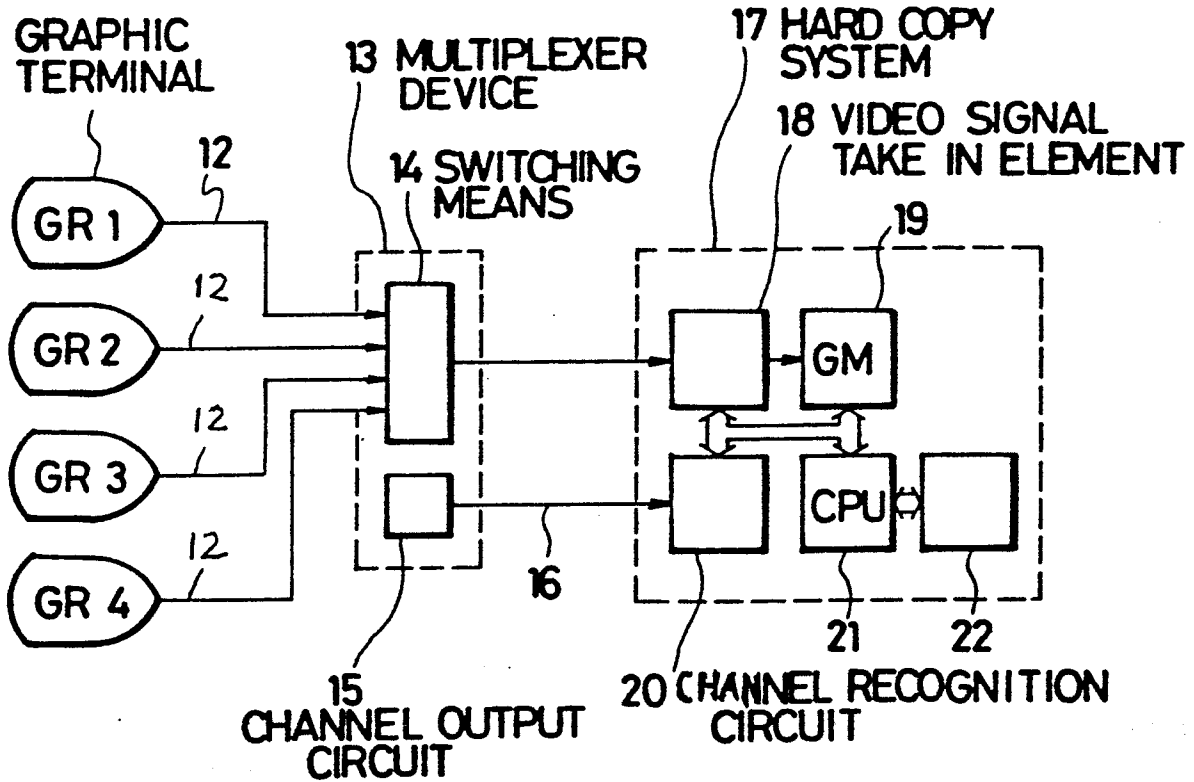 GRAPHIC
TERMINAL
13 MULTIPLEXER
DEVICE
17 HARD COPY
SYSTEM
18 VIDEO SIGNAL
TAKE IN ELEMENT
12
14 SWITCHING
MEANS
19
GR 1
12
GR 2
GM
12
GR 3
CPU
12
GR 4
16
21
22
15
CHANNEL OUTPUT
CIRCUIT
20 CHANNEL RECOGNITION
CIRCUIT